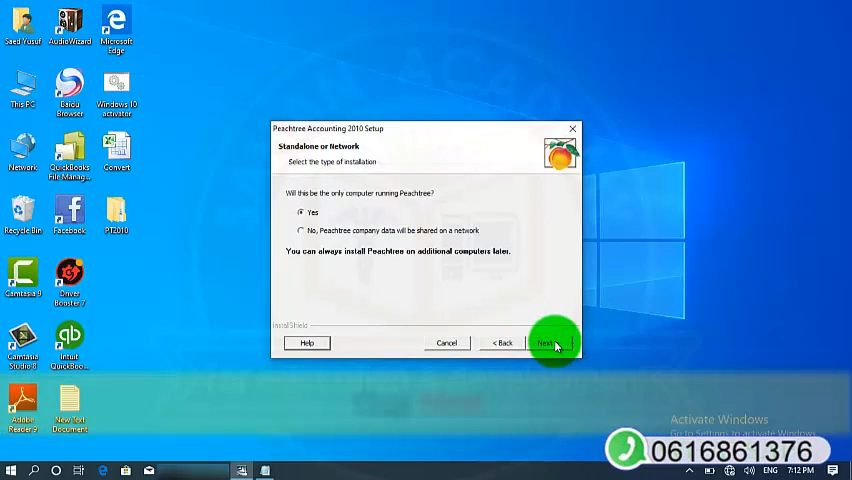 Saed Yusuf
AudioWizard
Microsoft
Edge
This PC
Baidu
Browser
Windows 10
activator
Network
QuickBooks
File Manag...
Convert
Recycle Bin
Facebook
PT2010
Camtasia 9
Driver
Booster 7
Camtasia
Studio 8
Intuit
QuickBoo...
Adobe
Reader 9
New Text
Document
Peachtree Accounting 2010 Setup
Standalone or Network
Select the type of installation
Will this be the only computer running Peachtree?
Yes
No, Peachtree company data will be shared on a network
You can always install Peachtree on additional computers later.
InstallShield
Help
Cancel
< Back
Next
Activate Windows
Go to Settings to activate Windows.
0616861376
ENG
7:12 PM